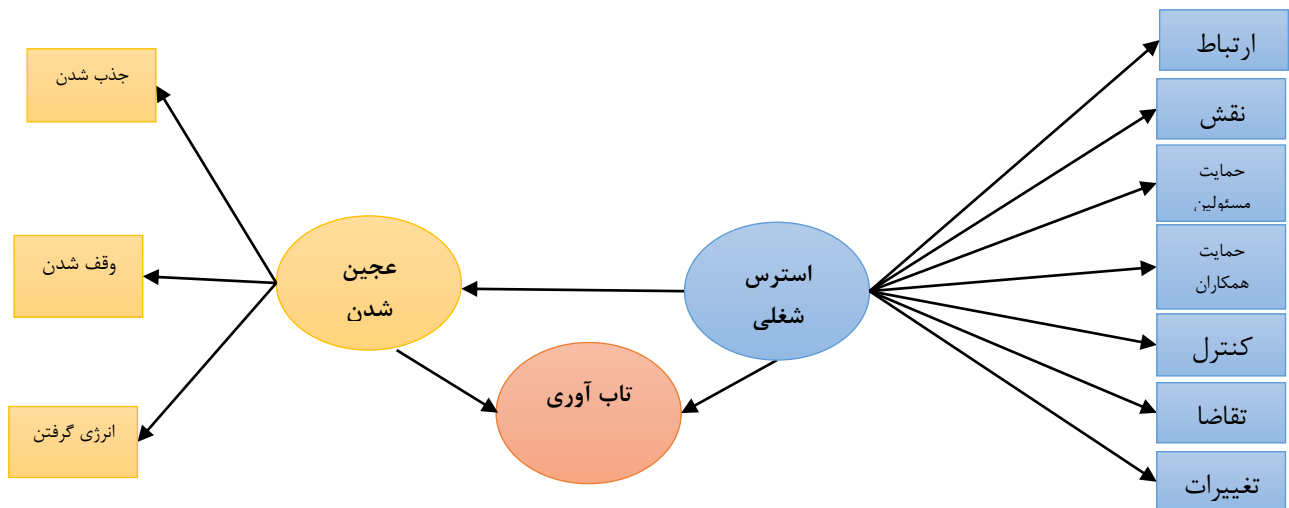 ارتباط
نقش
حمایت
مسئولین
حمایت
همکاران
کنترل
تقاضا
تغییرات
استرس
شغلی
تاب آوری
عجین
شدن
جذب شدن
وقف شدن
انرژی گرفتن